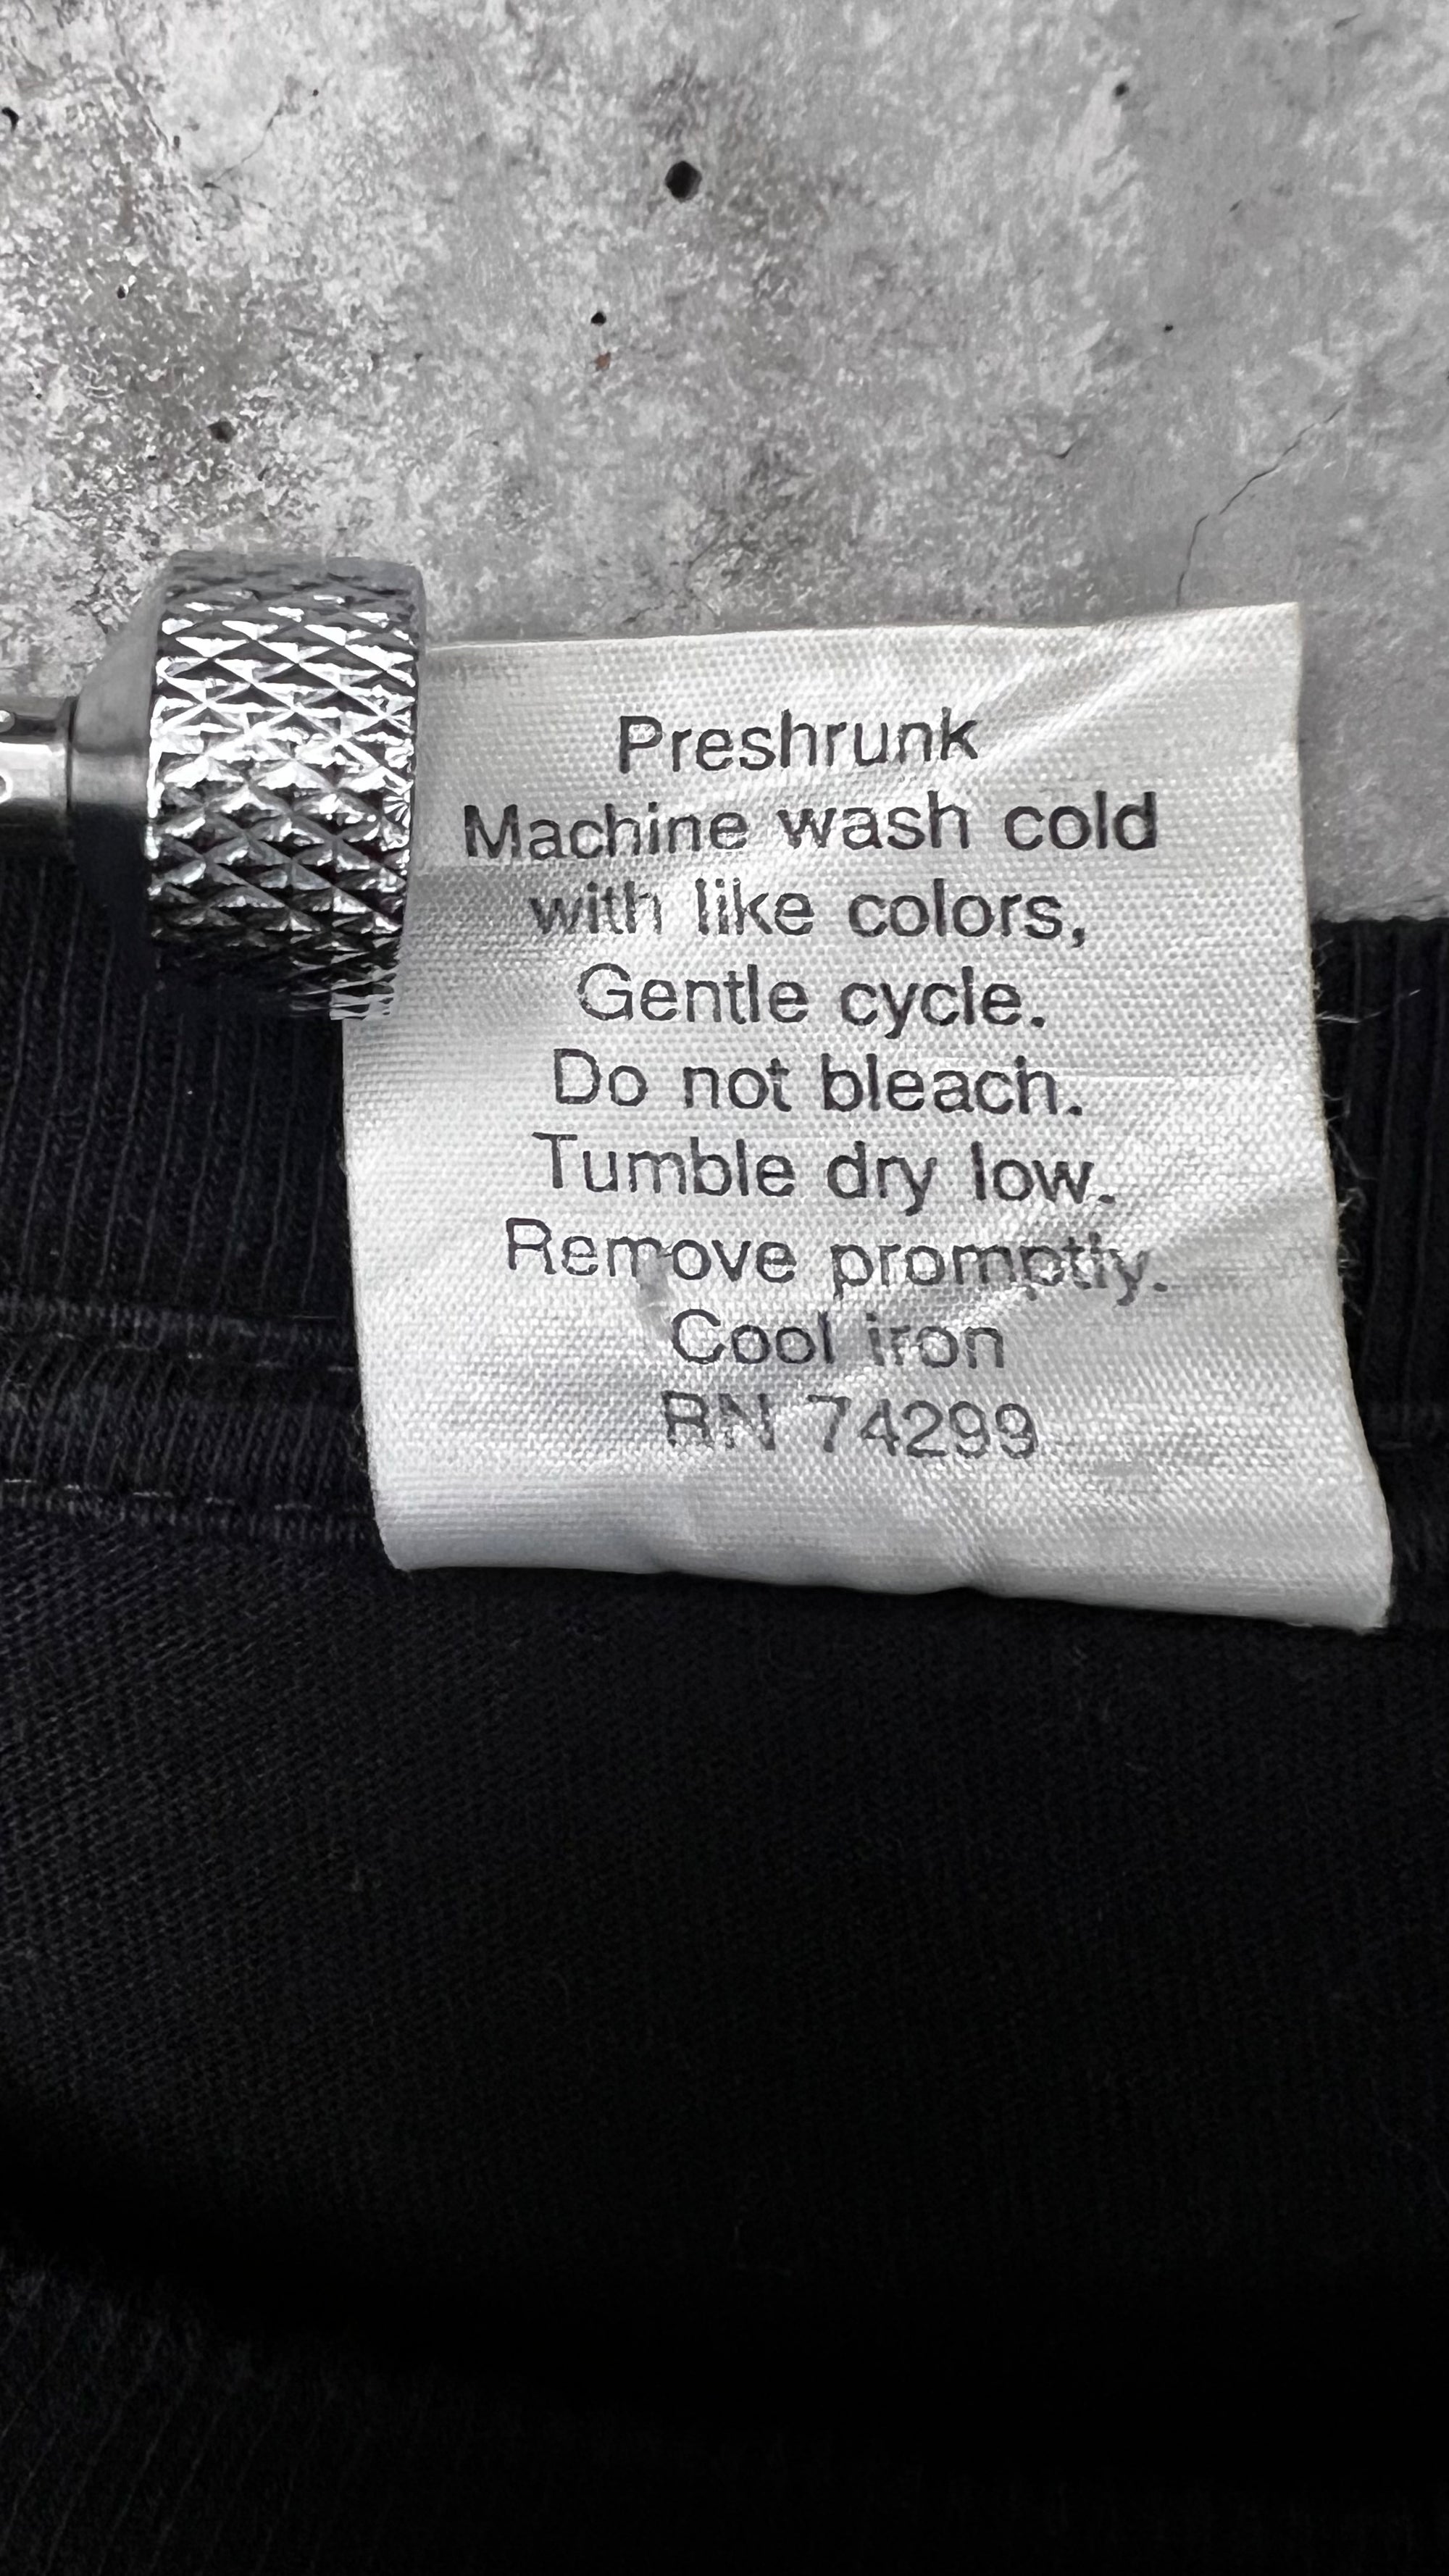 Preshrunk
Machine wash cold
with like colors,
Gentle cycle.
Do not bleach.
Tumble dry low.
Remove promptly.
Cool iron
RN 74299